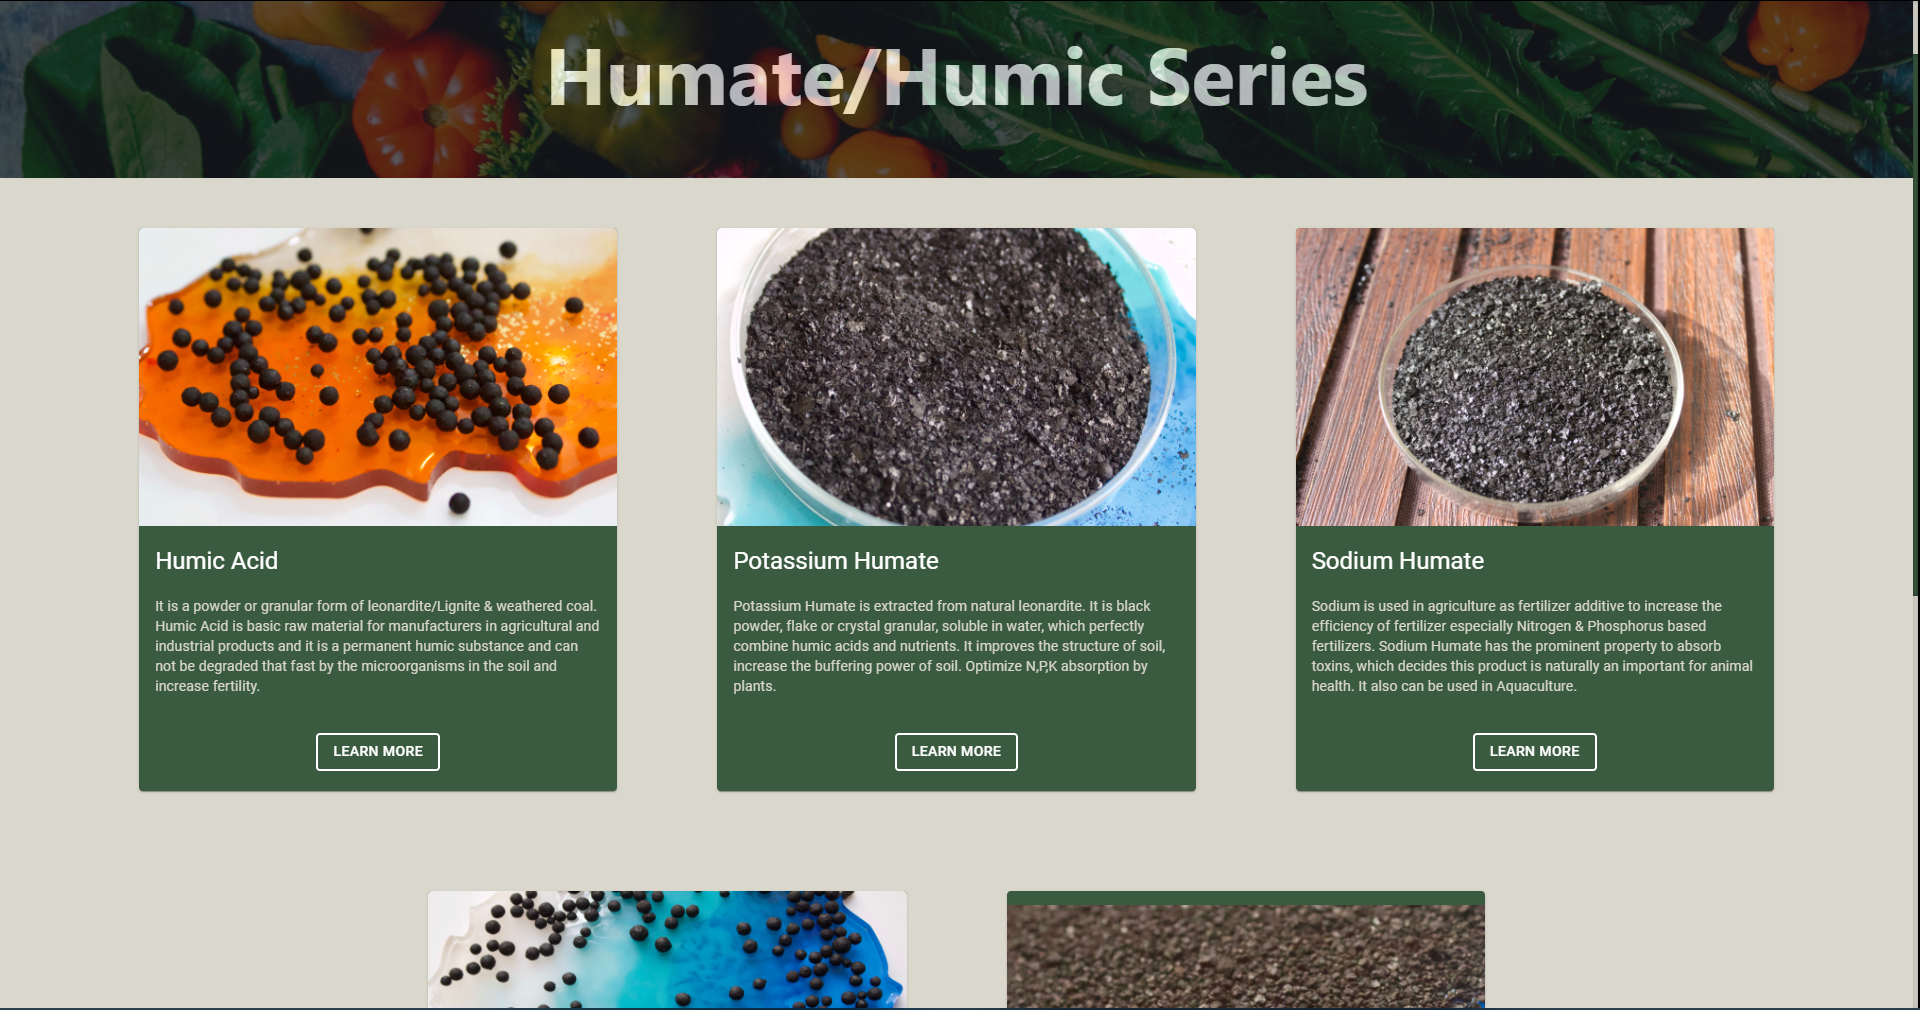 Humate/Humic Series
Humic Acid
It is a powder or granular form of leonardite/Lignite & weathered coal.
Humic Acid is basic raw material for manufacturers in agricultural and
industrial products and it is a permanent humic substance and can
not be degraded that fast by the microorganisms in the soil and
increase fertility.
LEARN MORE
Potassium Humate
Potassium Humate is extracted from natural leonardite. It is black
powder, flake or crystal granular, soluble in water, which perfectly
combine humic acids and nutrients. It improves the structure of soil,
increase the buffering power of soil. Optimize N,P,K absorption by
plants.
LEARN MORE
Sodium Humate
Sodium is used in agriculture as fertilizer additive to increase the
efficiency of fertilizer especially Nitrogen & Phosphorus based
fertilizers. Sodium Humate has the prominent property to absorb
toxins, which decides this product is naturally an important for animal
health. It also can be used in Aquaculture.
LEARN MORE